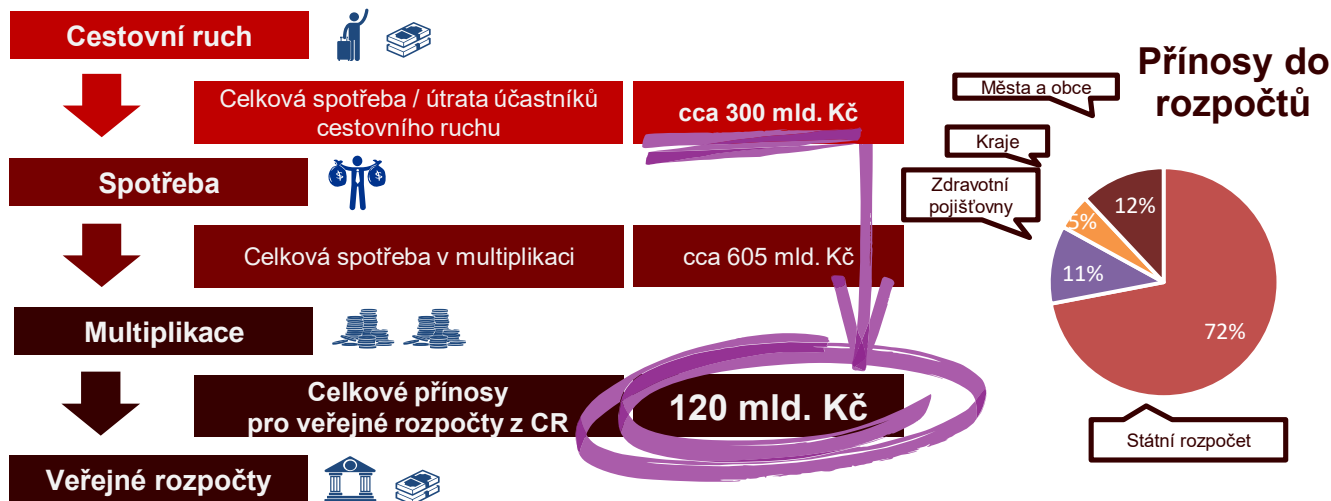 Cestovní ruch
Celková spotřeba / útrata účastníků
cestovního ruchu
cca 300 mld. Kč
Spotřeba
Celková spotřeba v multiplikaci
cca 605 mld. Kč
Multiplikace
Celkové přínosy
pro veřejné rozpočty z CR
120 mld. Kč
Veřejné rozpočty
Přínosy do
rozpočtů
Města a obce
Kraje
Zdravotní
pojišťovny
12%
5%
11%
72%
Státní rozpočet